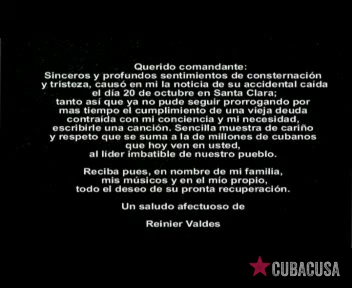 Querido comandante:
Sinceros y profundos sentimientos de consternación
y tristeza, causó en mi la noticia de su accidental caída
el día 20 de octubre en Santa Clara;
tanto así que ya no pude seguir prorrogando por
mas tiempo el cumplimiento de una vieja deuda
contraída con mi conciencia y mi necesidad,
escribirle una canción. Sencilla muestra de cariño
y respeto que se suma a la de millones de cubanos
que hoy ven en usted,
al líder imbatible de nuestro pueblo.
Reciba pues, en nombre de mi familia,
mis músicos y en el mío propio,
todo el deseo de su pronta recuperación.
Un saludo afectuoso de
Reinier Valdes
CUBACUSA